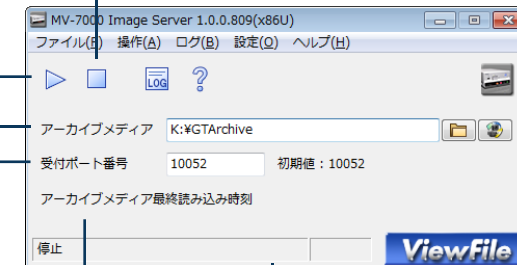 MV-7000 Image Server 1.0.0.809(x86U)
ファイル(F) 操作(A) ログ(B) 設定(O) ヘルプ(H)
LOG
アーカイブメディア K:¥GTArchive
受付ポート番号 10052 初期値：10052
アーカイブメディア最終読み込み時刻
停止
ViewFile